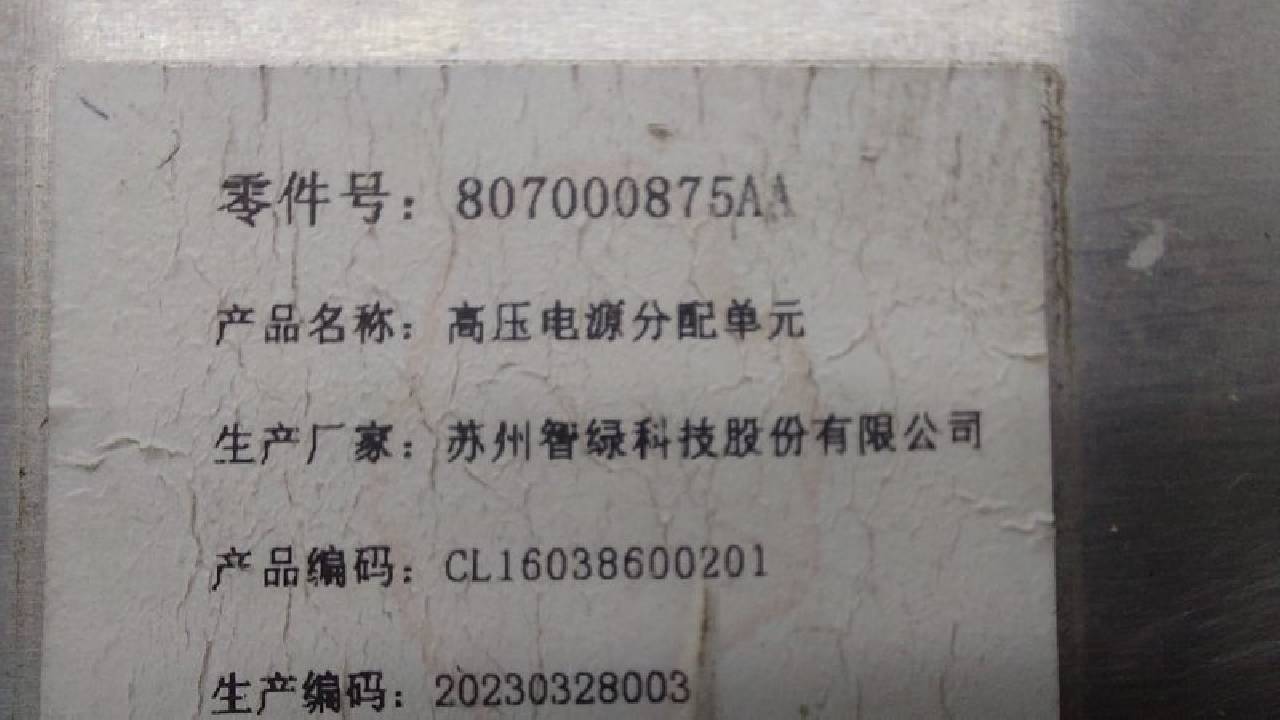 零件号：807000875AA
产品名称：高压电源分配单元
生产厂家：苏州智绿科技股份有限公司
产品编码：CL16038600201
生产编码：20230328003